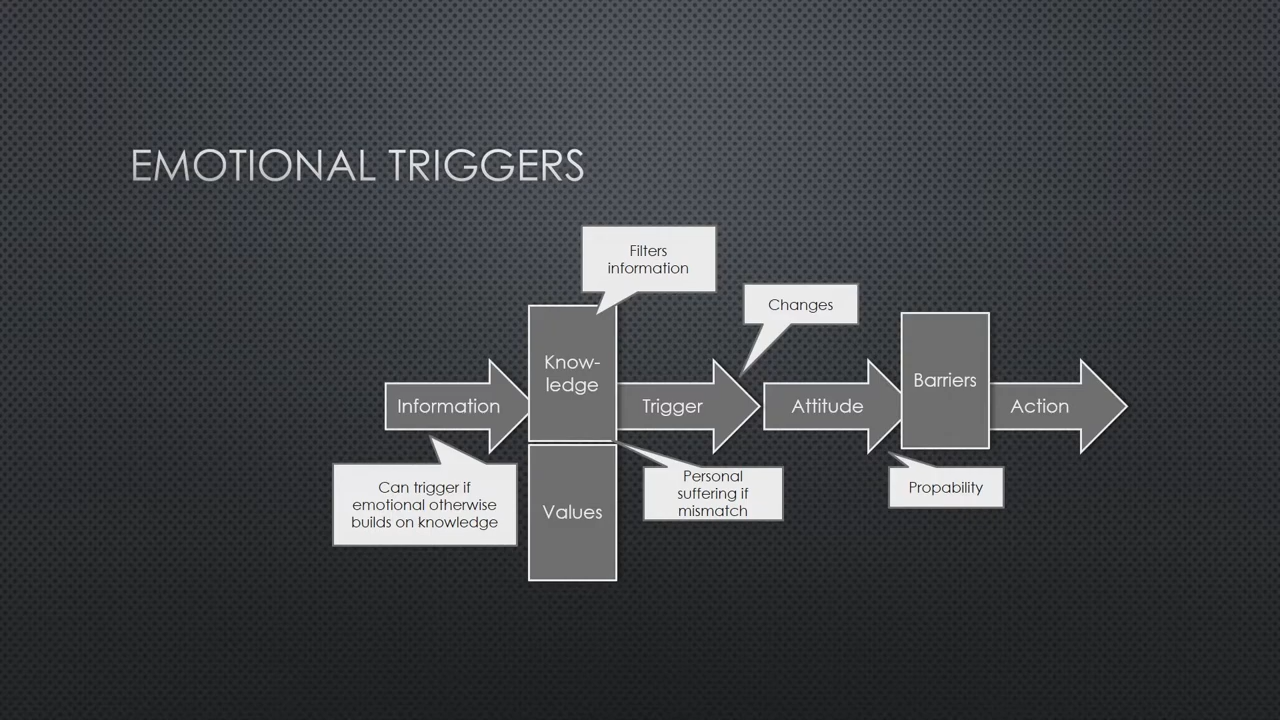 EMOTIONAL TRIGGERS
Filters
information
Changes
Know-
ledge
Barriers
Information
Trigger
Attitude
Action
Can trigger if
emotional otherwise
builds on knowledge
Values
Personal
suffering if
mismatch
Propability